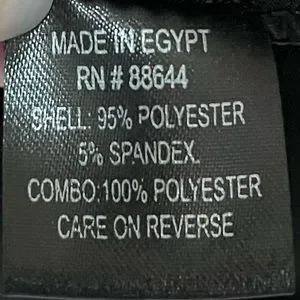 MADE IN EGYPT
RN # 88644
SHELL: 95% POLYESTER
5% SPANDEX.
COMBO:100% POLYESTER
CARE ON REVERSE